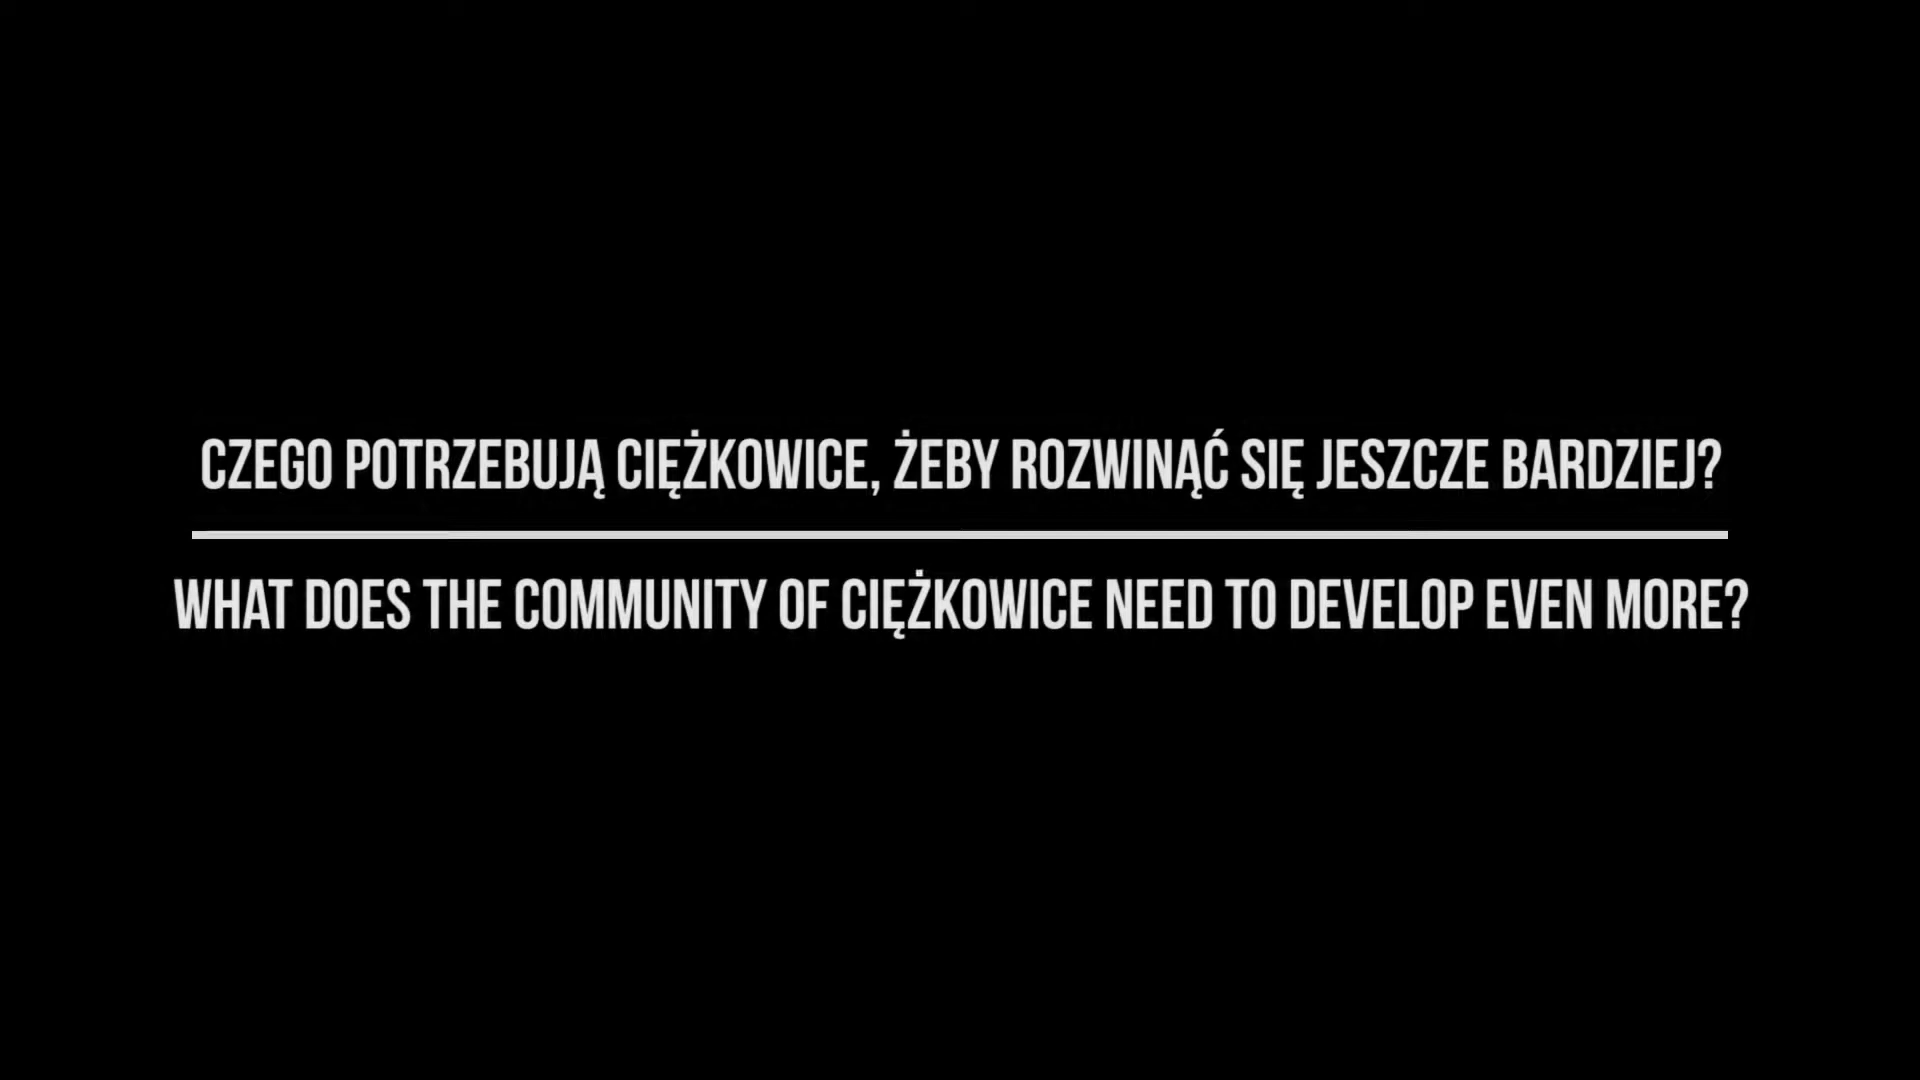 CZEGO POTRZEBUJĄ CIĘŻKOWICE, ŻEBY ROZWINĄĆ SIĘ JESZCZE BARDZIEJ?
WHAT DOES THE COMMUNITY OF CIĘŻKOWICE NEED TO DEVELOP EVEN MORE?